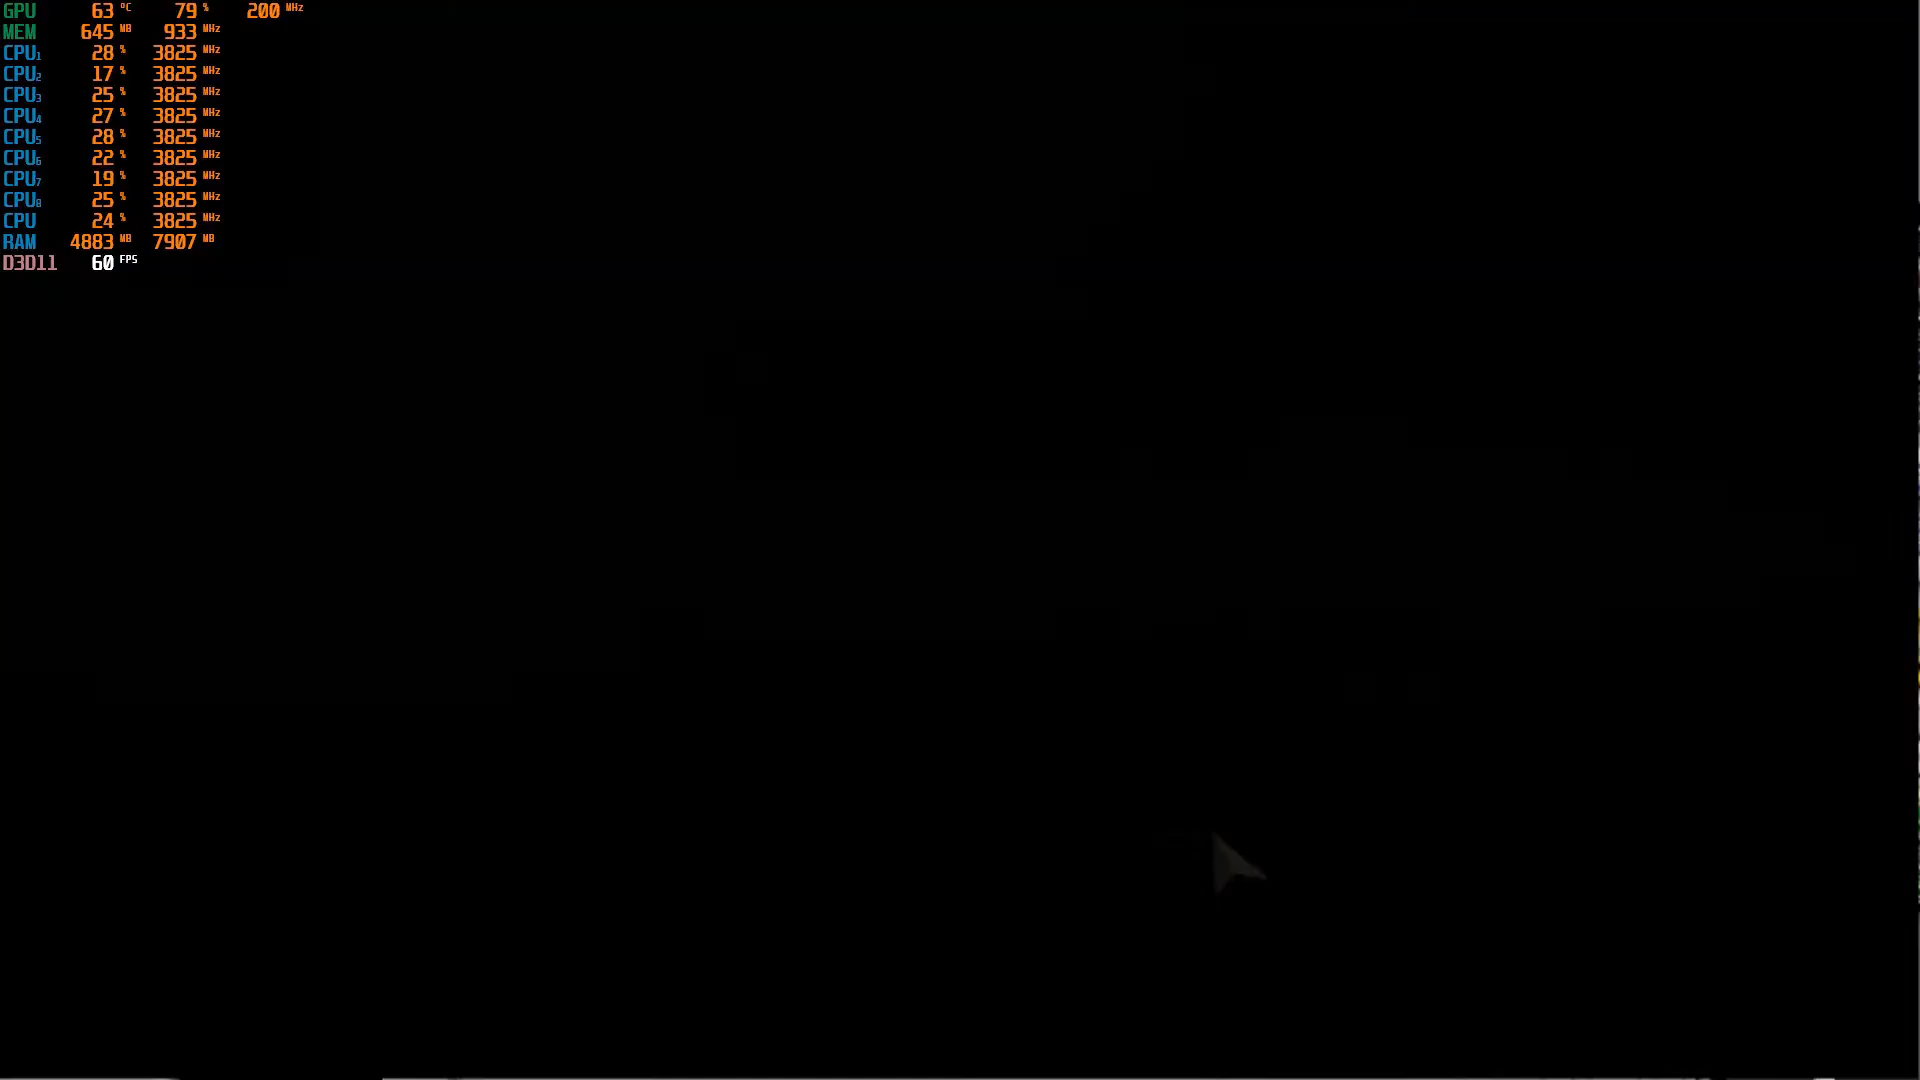 GPU 63 °C 79 % 200 MHz
MEM 645 MB 933 MHz
CPU1 28 % 3825 MHz
CPU2 17 % 3825 MHz
CPU3 25 % 3825 MHz
CPU4 27 % 3825 MHz
CPU5 28 % 3825 MHz
CPU6 22 % 3825 MHz
CPU7 19 % 3825 MHz
CPU8 25 % 3825 MHz
CPU 24 % 3825 MHz
RAM 4883 MB 7907 MB
D3D11 60 FPS